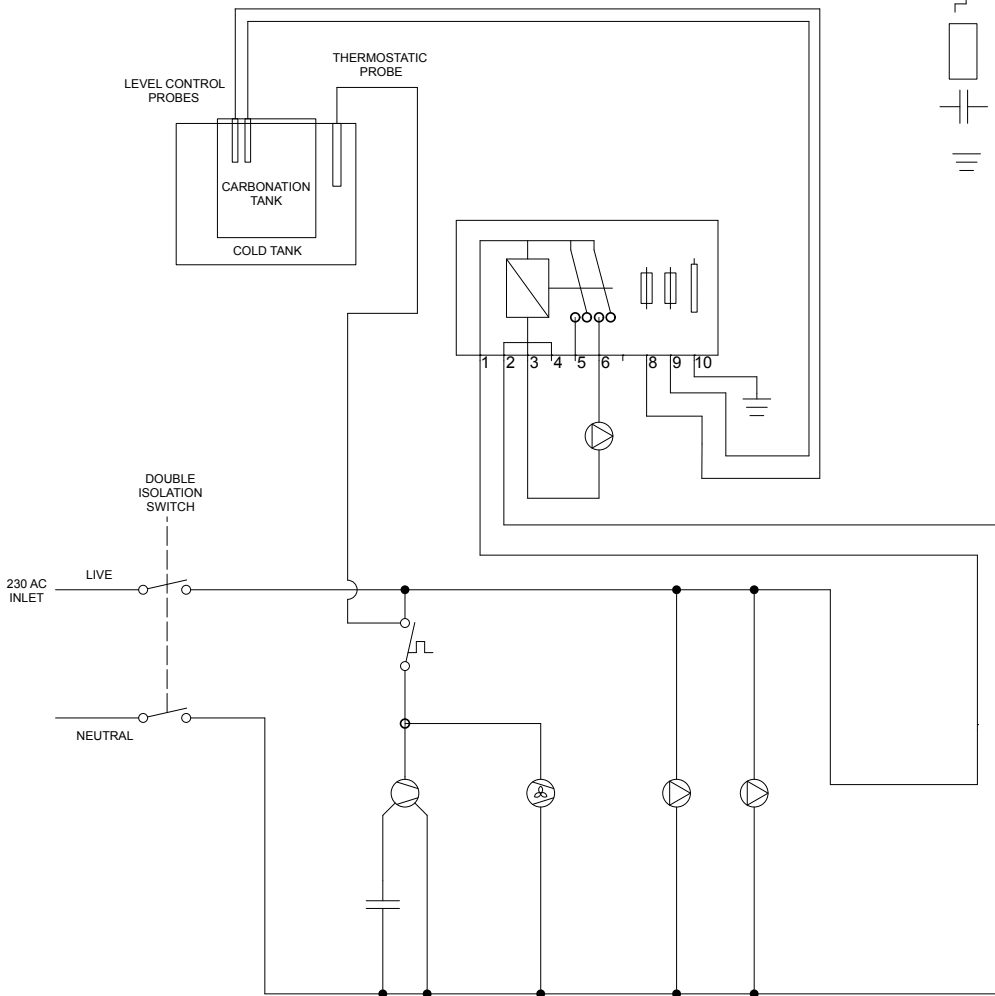 THERMOSTATIC
PROBE
LEVEL CONTROL
PROBES
CARBONATION
TANK
COLD TANK
1 2 3 4 5 6 8 9 10
DOUBLE
ISOLATION
SWITCH
230 AC
INLET
LIVE
NEUTRAL